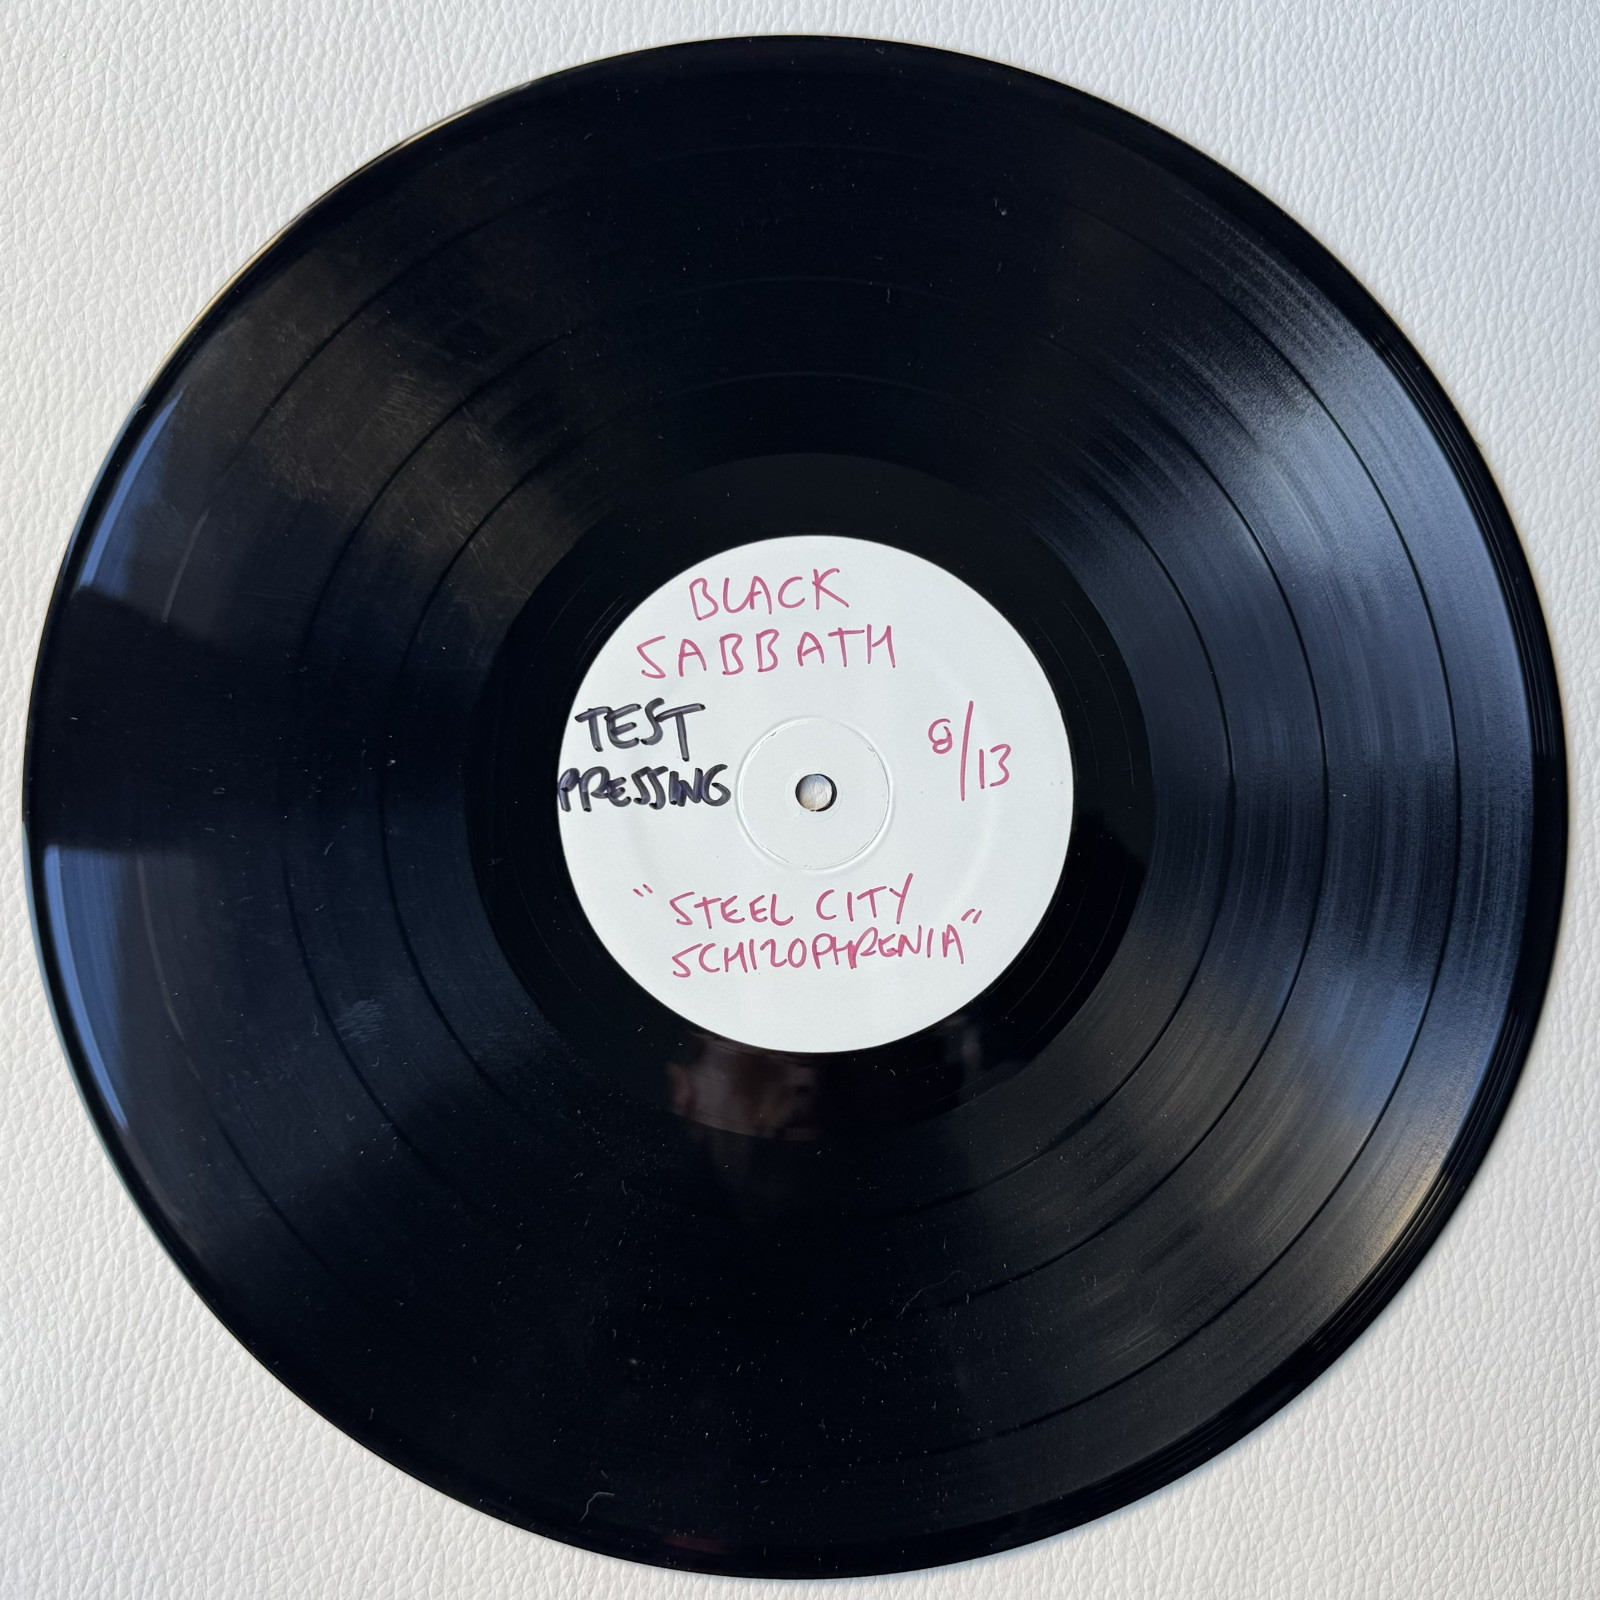 BLACK
SABBATH
TEST
PRESSING
8/13
"STEEL CITY
SCHIZOPHRENIA"